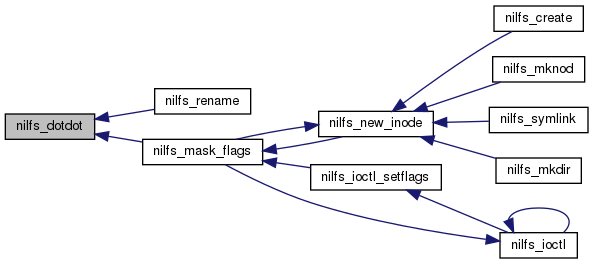 nilfs_create
nilfs_mknod
nilfs_rename
nilfs_dotdot
nilfs_new_inode
nilfs_symlink
nilfs_mask_flags
nilfs_mkdir
nilfs_ioctl_setflags
nilfs_ioctl